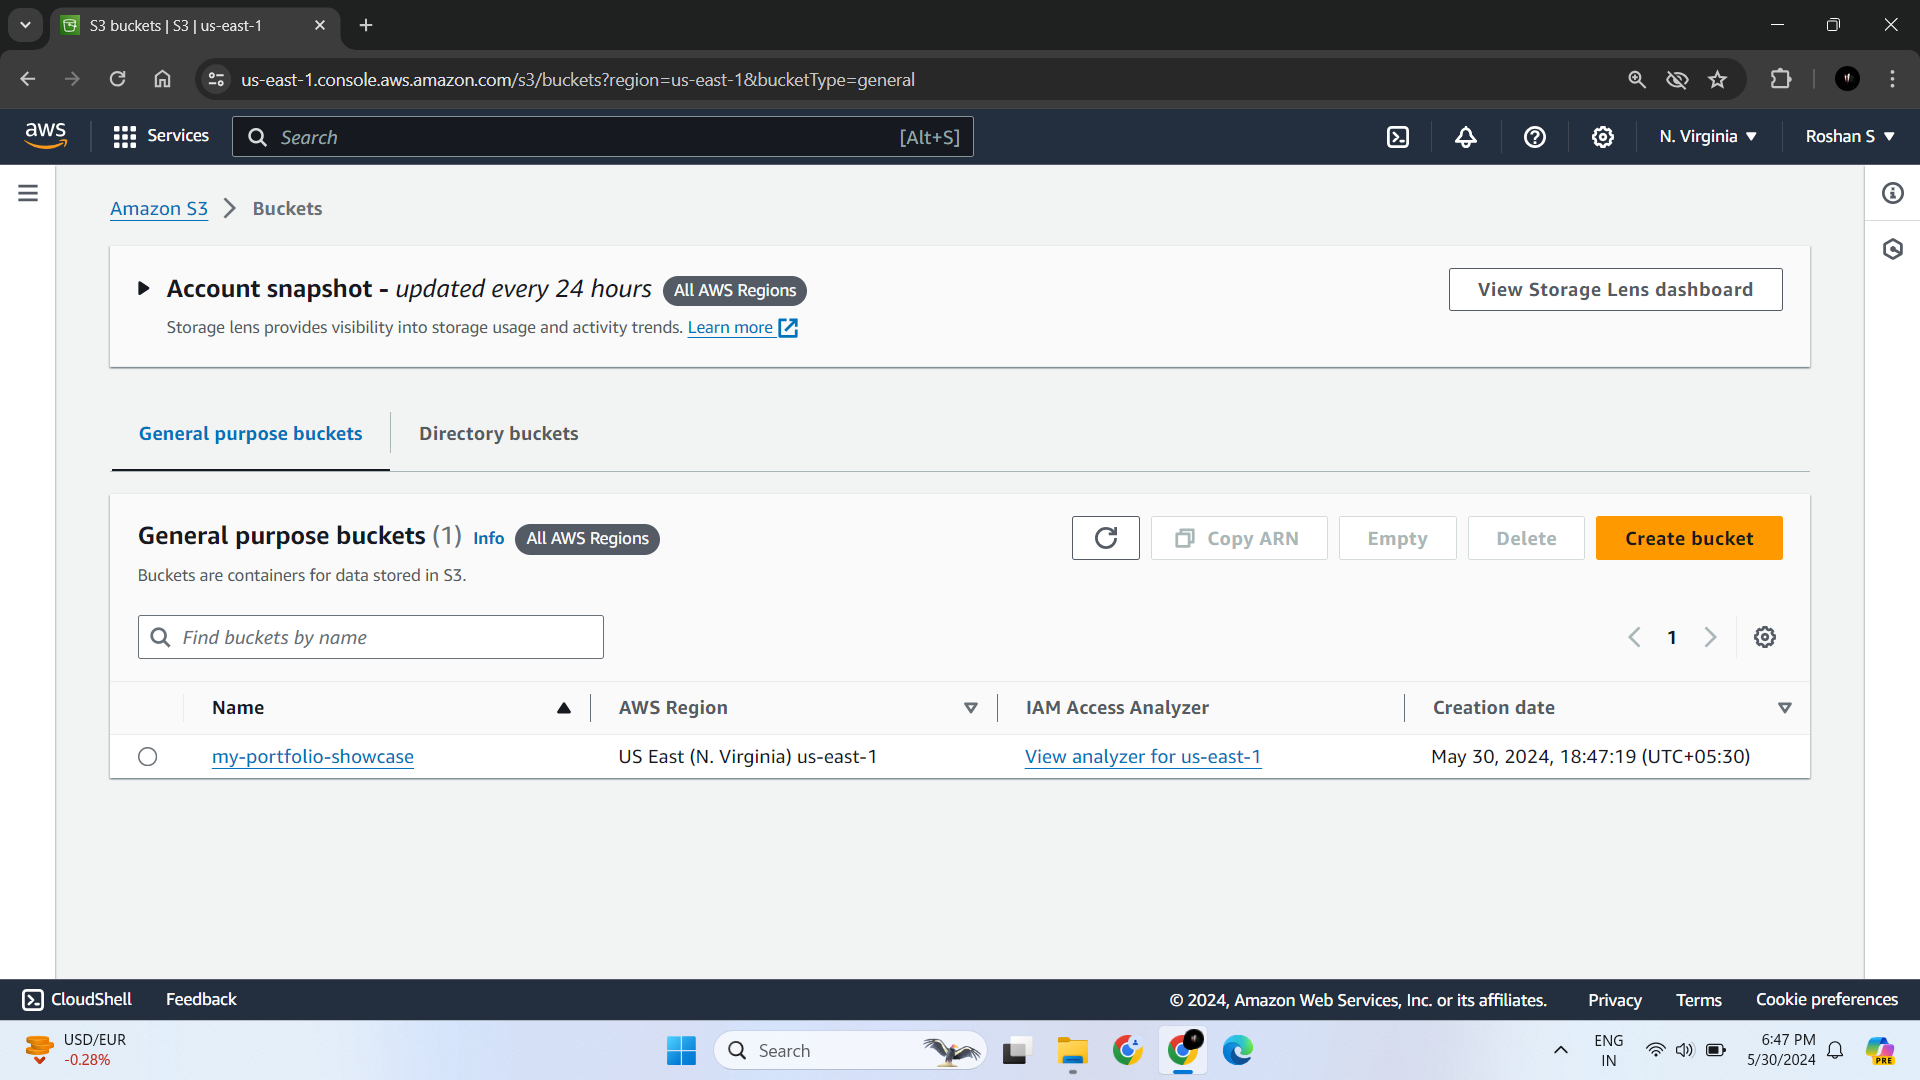 S3 buckets | S3 | us-east-1
us-east-1.console.aws.amazon.com/s3/buckets?region=us-east-1&bucketType=general
aws
Services
Search
[Alt+S]
N. Virginia
Roshan S
Amazon S3
Buckets
Account snapshot - updated every 24 hours
All AWS Regions
View Storage Lens dashboard
Storage lens provides visibility into storage usage and activity trends. Learn more
General purpose buckets
Directory buckets
General purpose buckets (1)
Info
All AWS Regions
Copy ARN
Empty
Delete
Create bucket
Buckets are containers for data stored in S3.
Find buckets by name
1
Name
AWS Region
IAM Access Analyzer
Creation date
my-portfolio-showcase
US East (N. Virginia) us-east-1
View analyzer for us-east-1
May 30, 2024, 18:47:19 (UTC+05:30)
CloudShell
Feedback
© 2024, Amazon Web Services, Inc. or its affiliates.
Privacy
Terms
Cookie preferences
USD/EUR
-0.28%
Search
ENG
IN
6:47 PM
5/30/2024
PRE